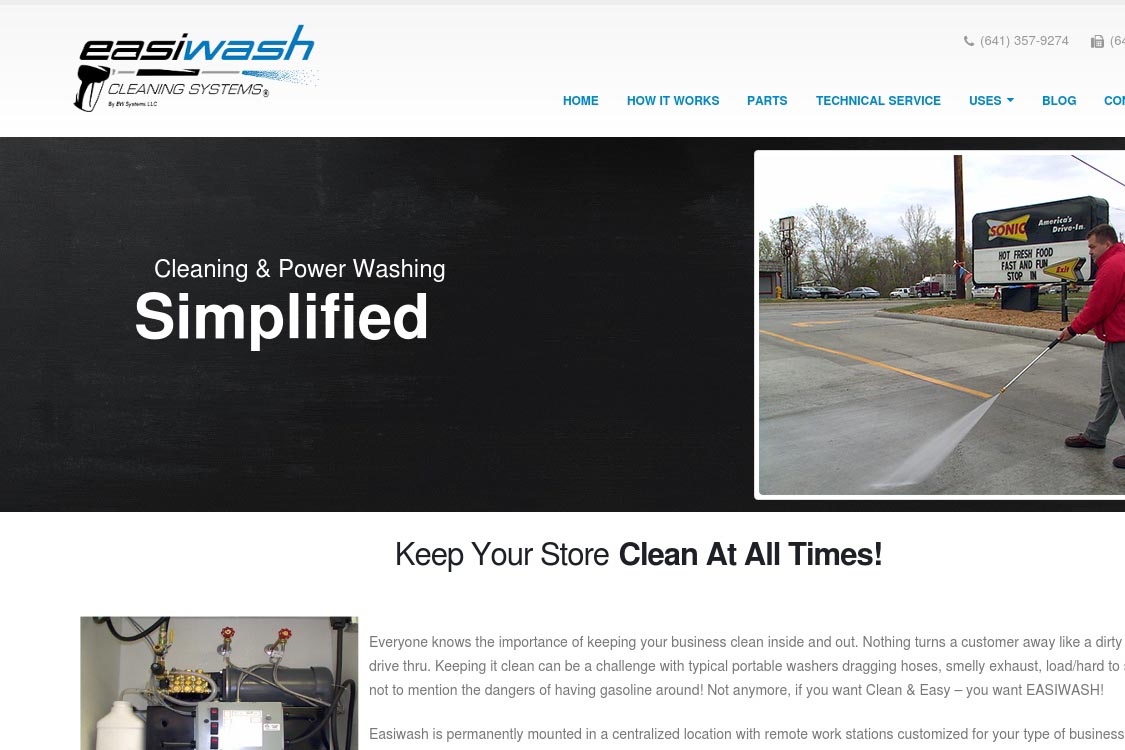 easiwash
CLEANING SYSTEMS®
By EW Systems, LLC
(641) 357-9274
(64
HOME HOW IT WORKS PARTS TECHNICAL SERVICE USES BLOG CON
Cleaning & Power Washing
Simplified
SONIC America's
Drive-In.
HOT FRESH FOOD
FAST AND FUN
STOP IN
Exit
Keep Your Store Clean At All Times!
Everyone knows the importance of keeping your business clean inside and out. Nothing turns a customer away like a dirty
drive thru. Keeping it clean can be a challenge with typical portable washers dragging hoses, smelly exhaust, load/hard to
not to mention the dangers of having gasoline around! Not anymore, if you want Clean & Easy – you want EASIWASH!
Easiwash is permanently mounted in a centralized location with remote work stations customized for your type of business